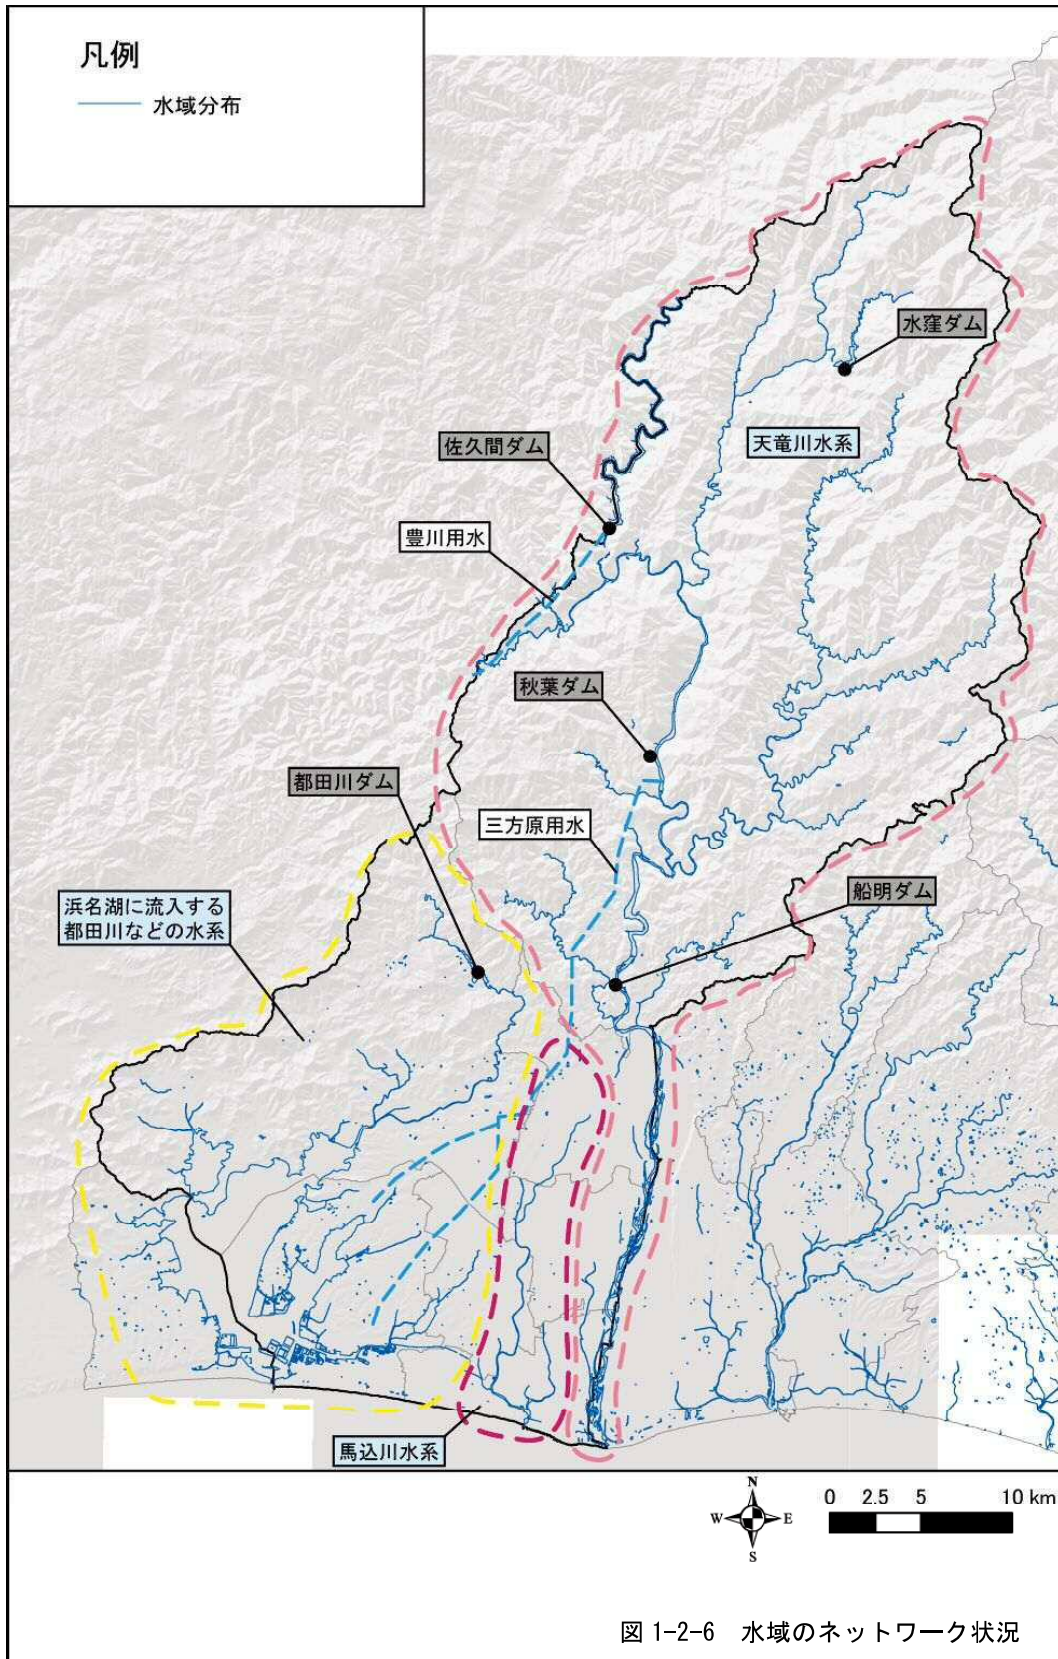 凡例
水域分布
水窪ダム
天竜川水系
佐久間ダム
豊川用水
秋葉ダム
都田川ダム
三方原用水
船明ダム
浜名湖に流入する
都田川などの水系
馬込川水系
N
W E
S
0 2.5 5 10 km
図 1-2-6 水域のネットワーク状況